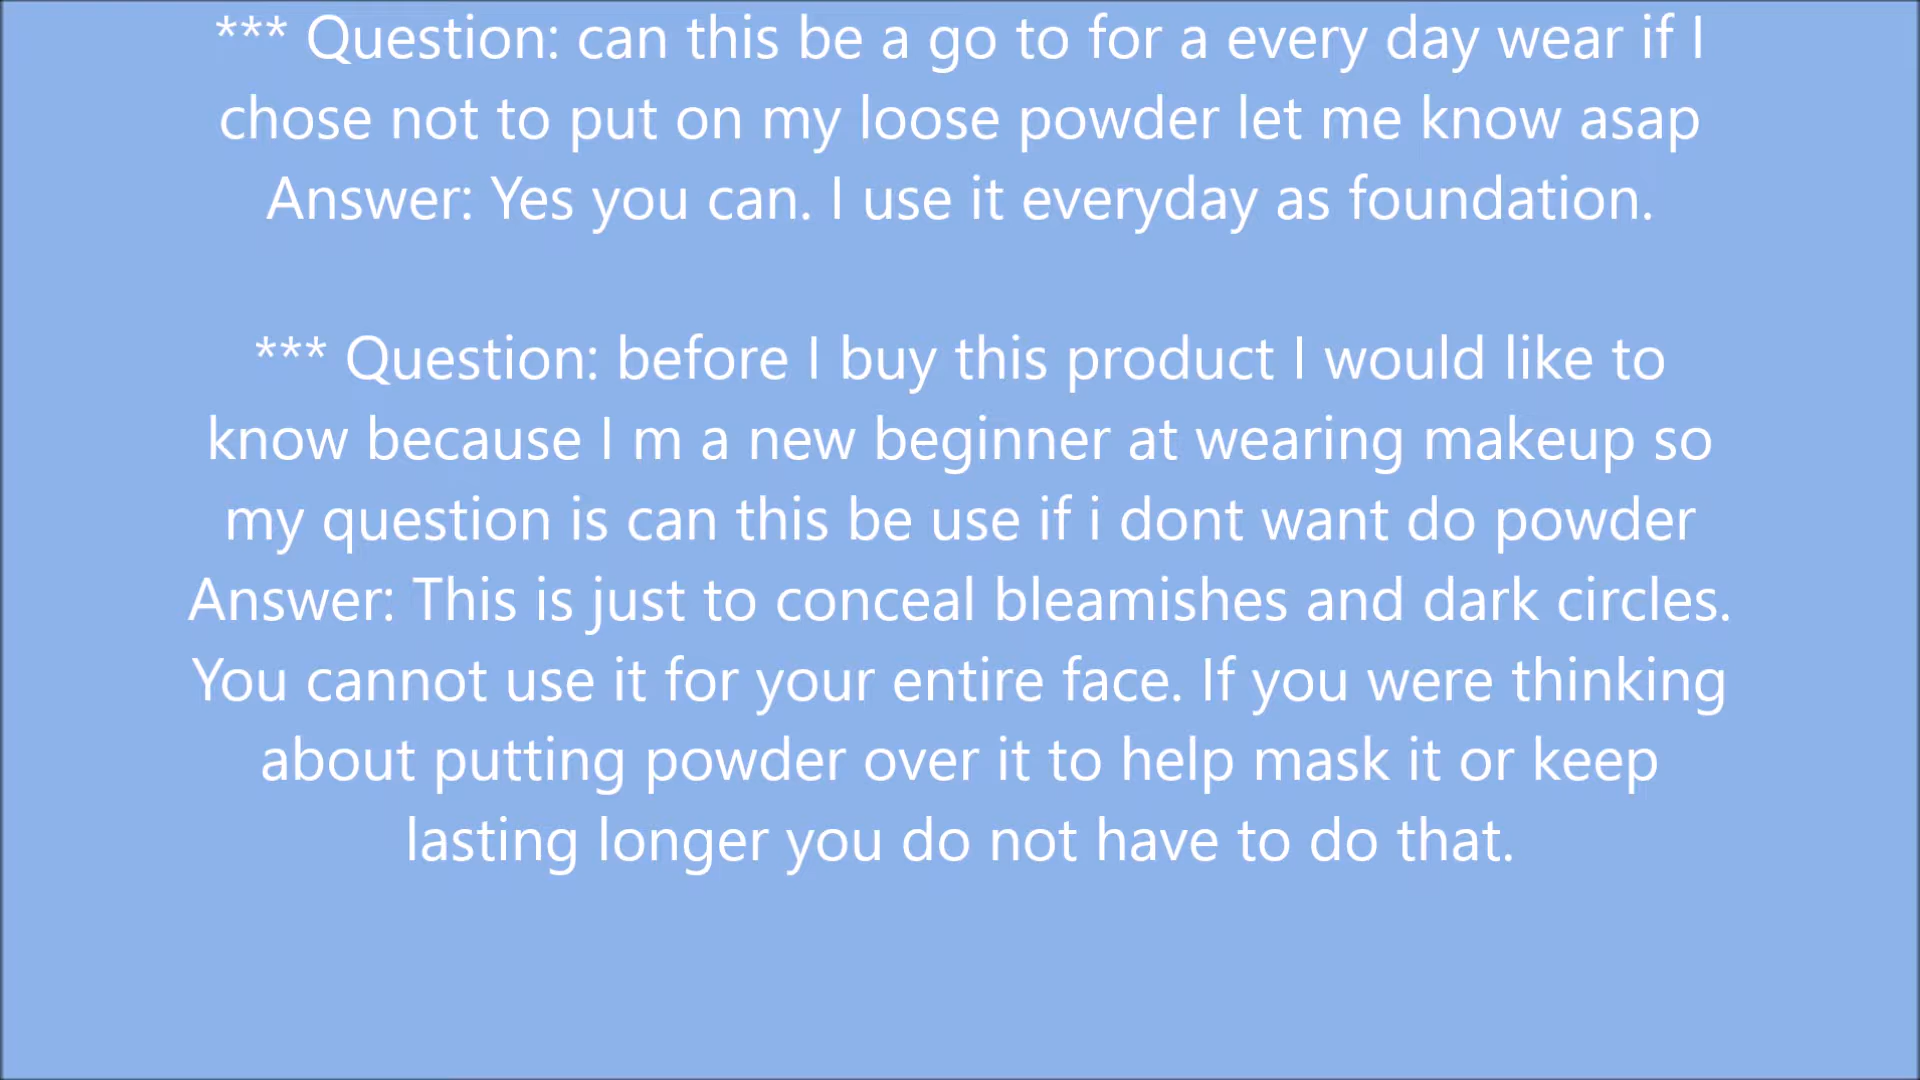 *** Question: can this be a go to for a every day wear if I
chose not to put on my loose powder let me know asap
Answer: Yes you can. I use it everyday as foundation.
*** Question: before I buy this product I would like to
know because I m a new beginner at wearing makeup so
my question is can this be use if i dont want do powder
Answer: This is just to conceal bleamishes and dark circles.
You cannot use it for your entire face. If you were thinking
about putting powder over it to help mask it or keep
lasting longer you do not have to do that.